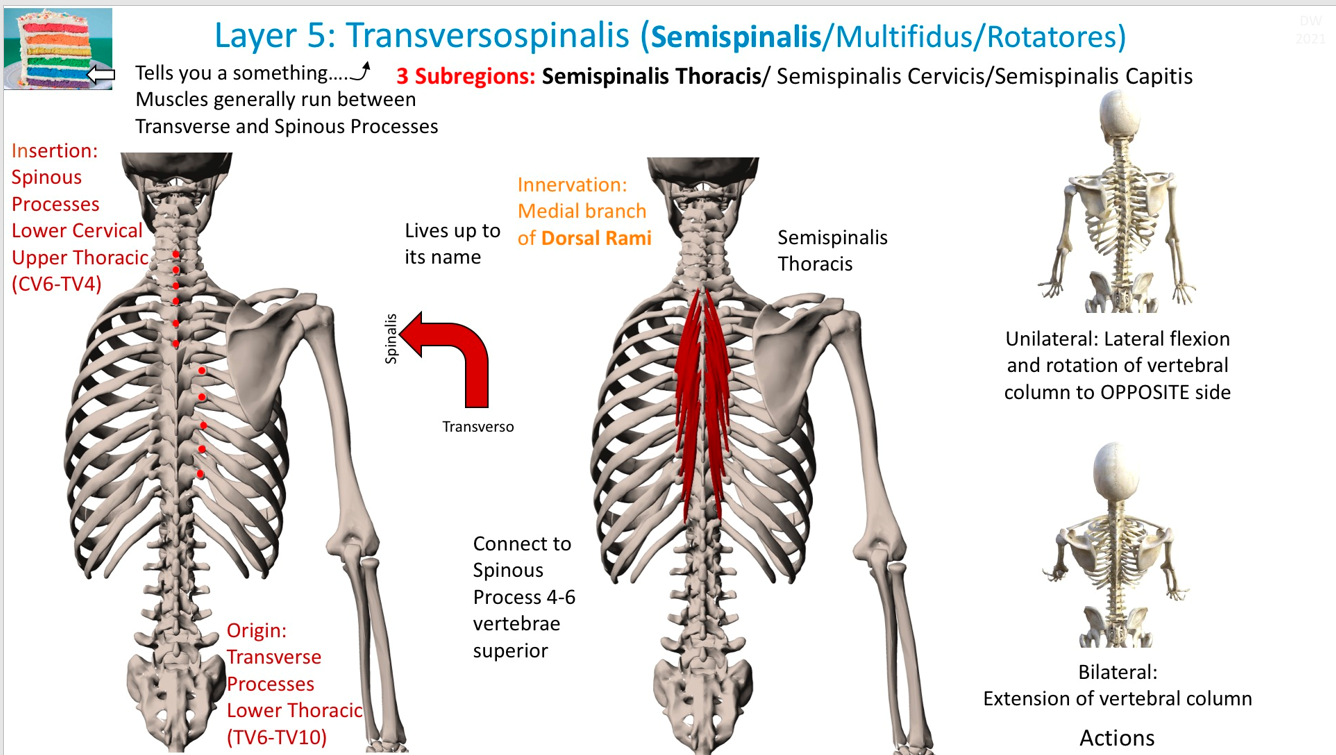 Layer 5: Transversospinalis (Semispinalis/Multifidus/Rotatores)
DW
2021
Tells you a something....
3 Subregions: Semispinalis Thoracis/ Semispinalis Cervicis/Semispinalis Capitis
Muscles generally run between
Transverse and Spinous Processes
Insertion:
Spinous
Processes
Lower Cervical
Upper Thoracic
(CV6-TV4)
Lives up to
its name
Spinalis
Transverso
Innervation:
Medial branch
of Dorsal Rami
Semispinalis
Thoracis
Connect to
Spinous
Process 4-6
vertebrae
superior
Origin:
Transverse
Processes
Lower Thoracic
(TV6-TV10)
Unilateral: Lateral flexion
and rotation of vertebral
column to OPPOSITE side
Bilateral:
Extension of vertebral column
Actions